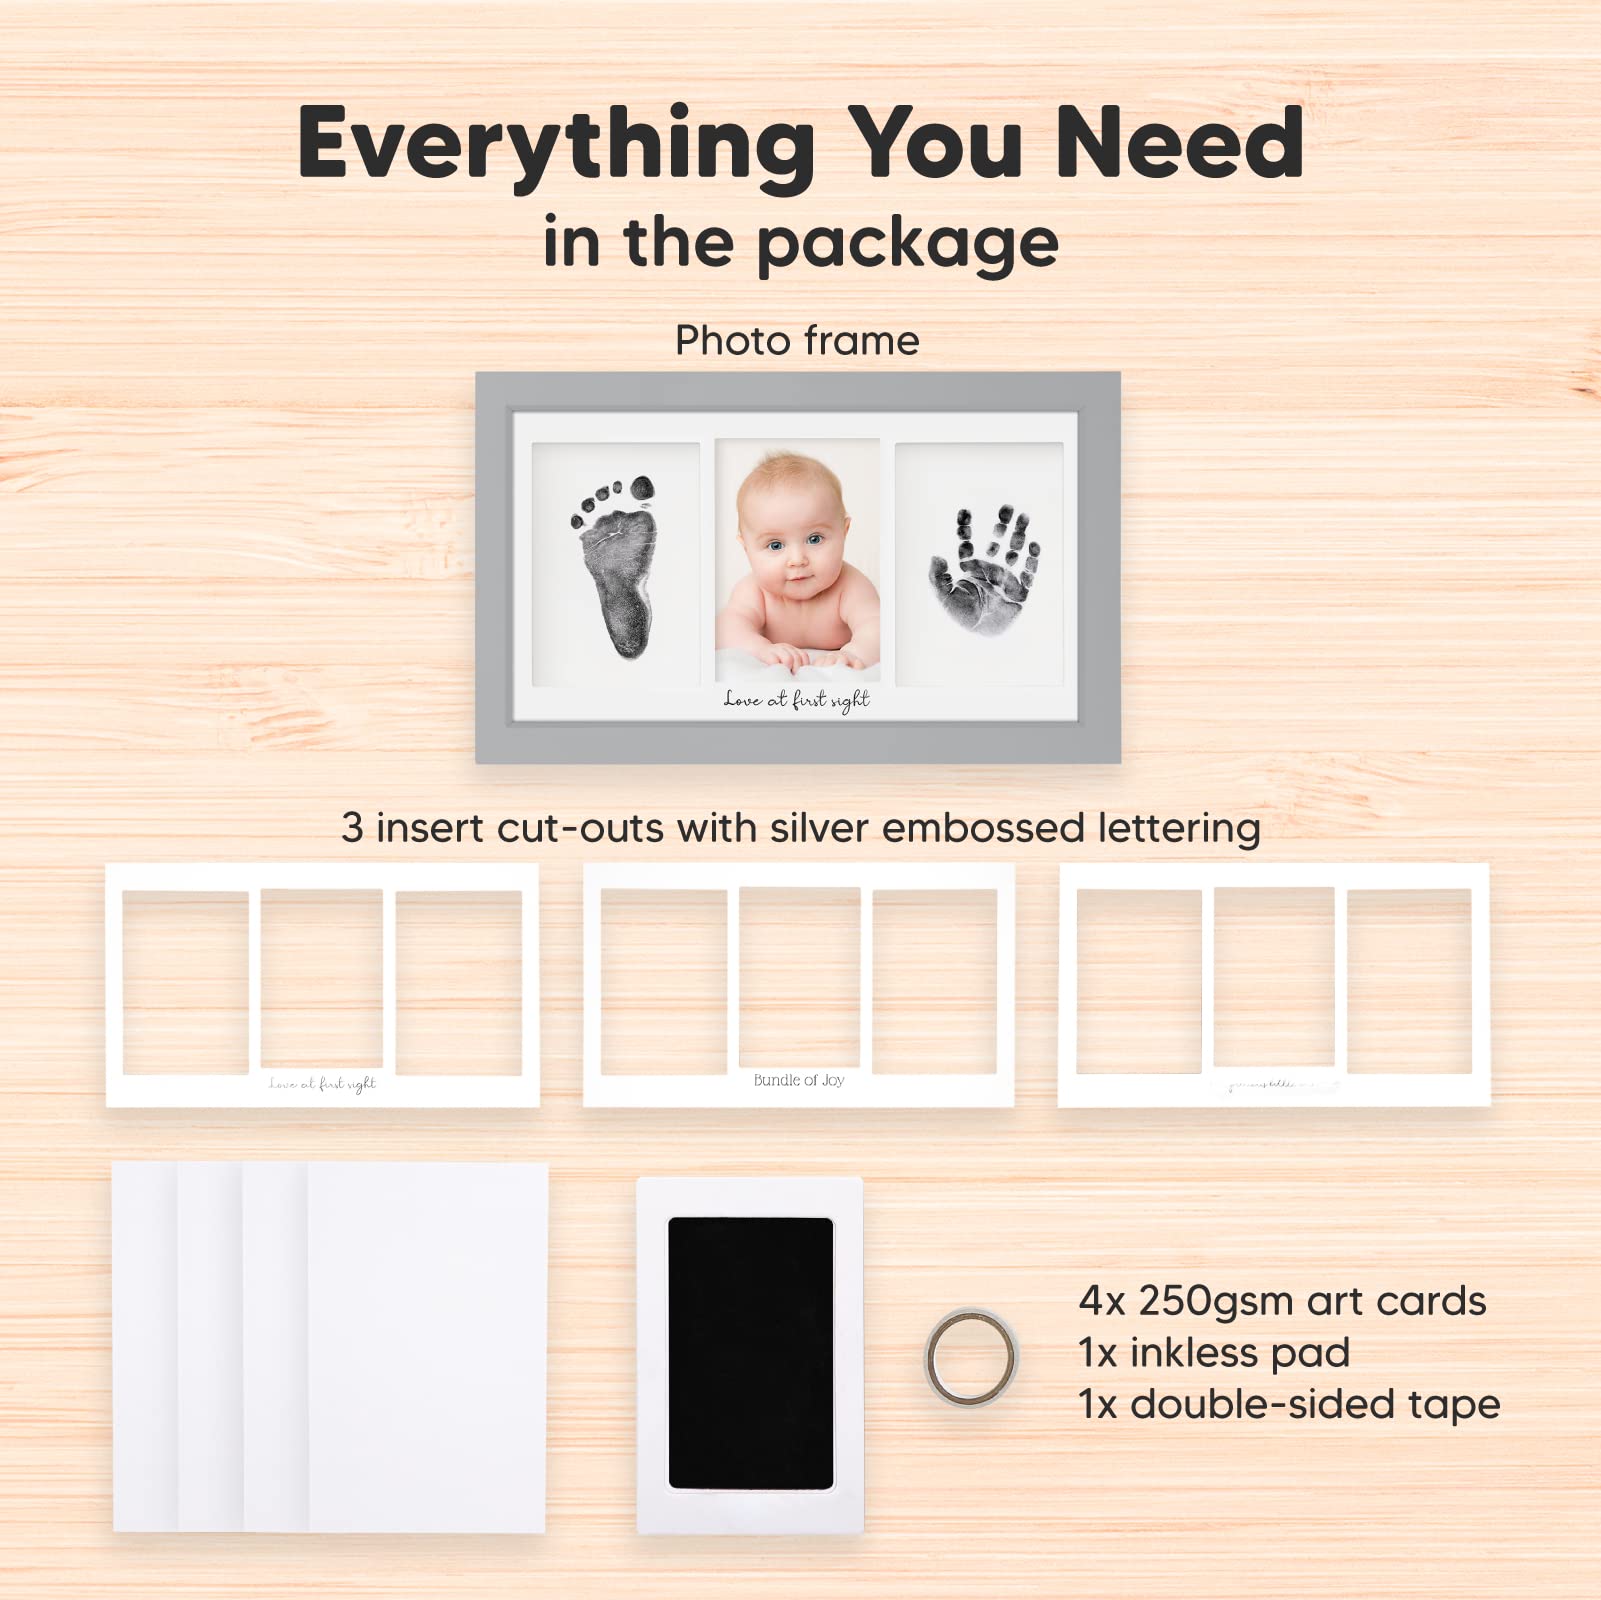 Everything You Need
in the package
Photo frame
Love at first sight
3 insert cut-outs with silver embossed lettering
Love at first sight
Bundle of Joy
4x 250gsm art cards
1x inkless pad
1x double-sided tape